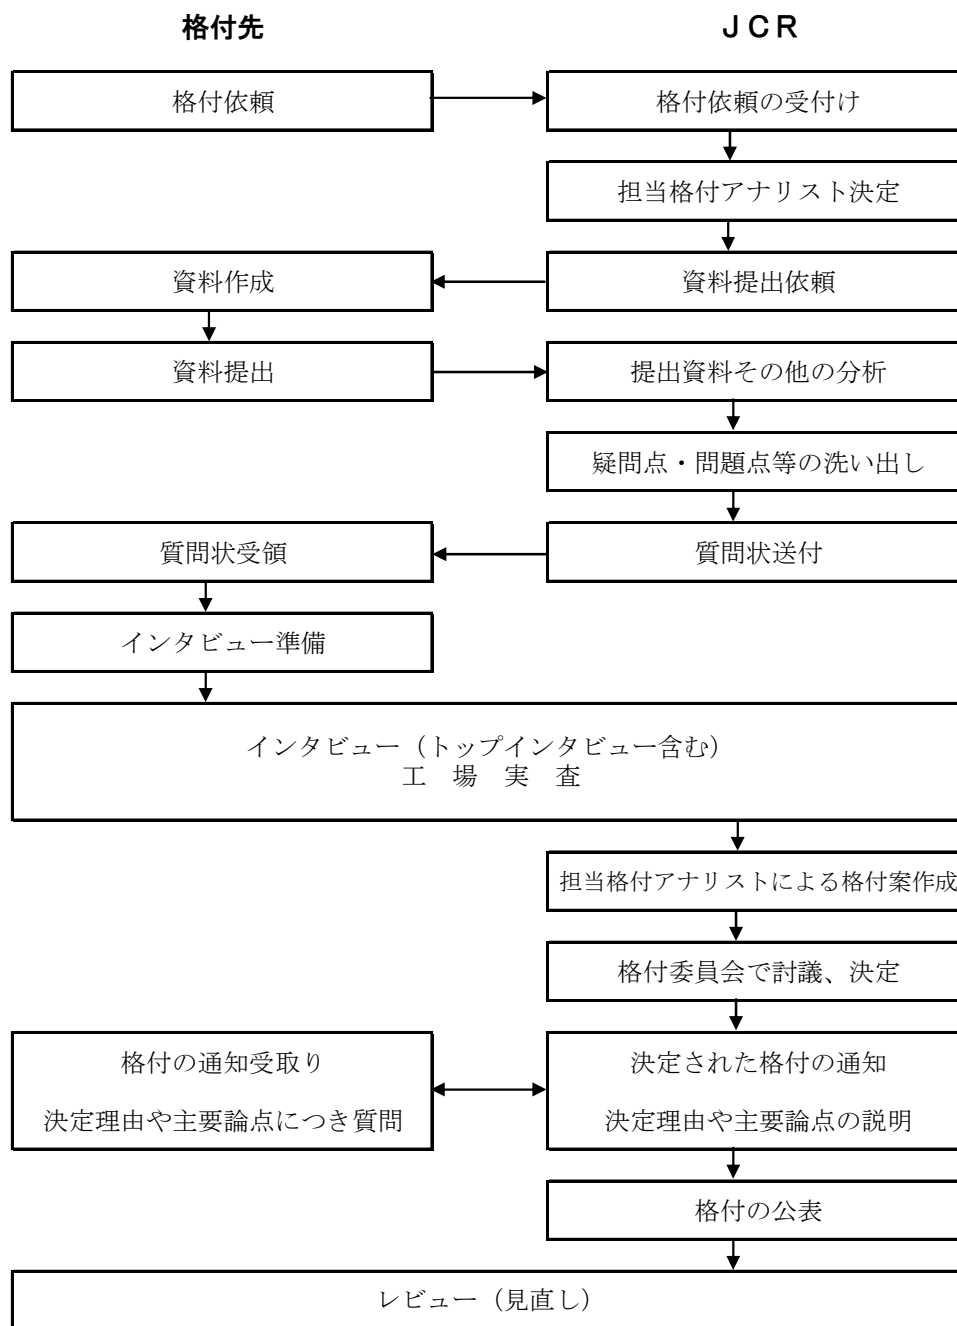 格付先
ＪＣＲ
格付依頼
格付依頼の受付け
担当格付アナリスト決定
資料作成
資料提出依頼
資料提出
提出資料その他の分析
疑問点・問題点等の洗い出し
質問状受領
質問状送付
インタビュー準備
インタビュー（トップインタビュー含む）
工　場　実　査
担当格付アナリストによる格付案作成
格付委員会で討議、決定
格付の通知受取り
決定理由や主要論点につき質問
決定された格付の通知
決定理由や主要論点の説明
格付の公表
レビュー（見直し）